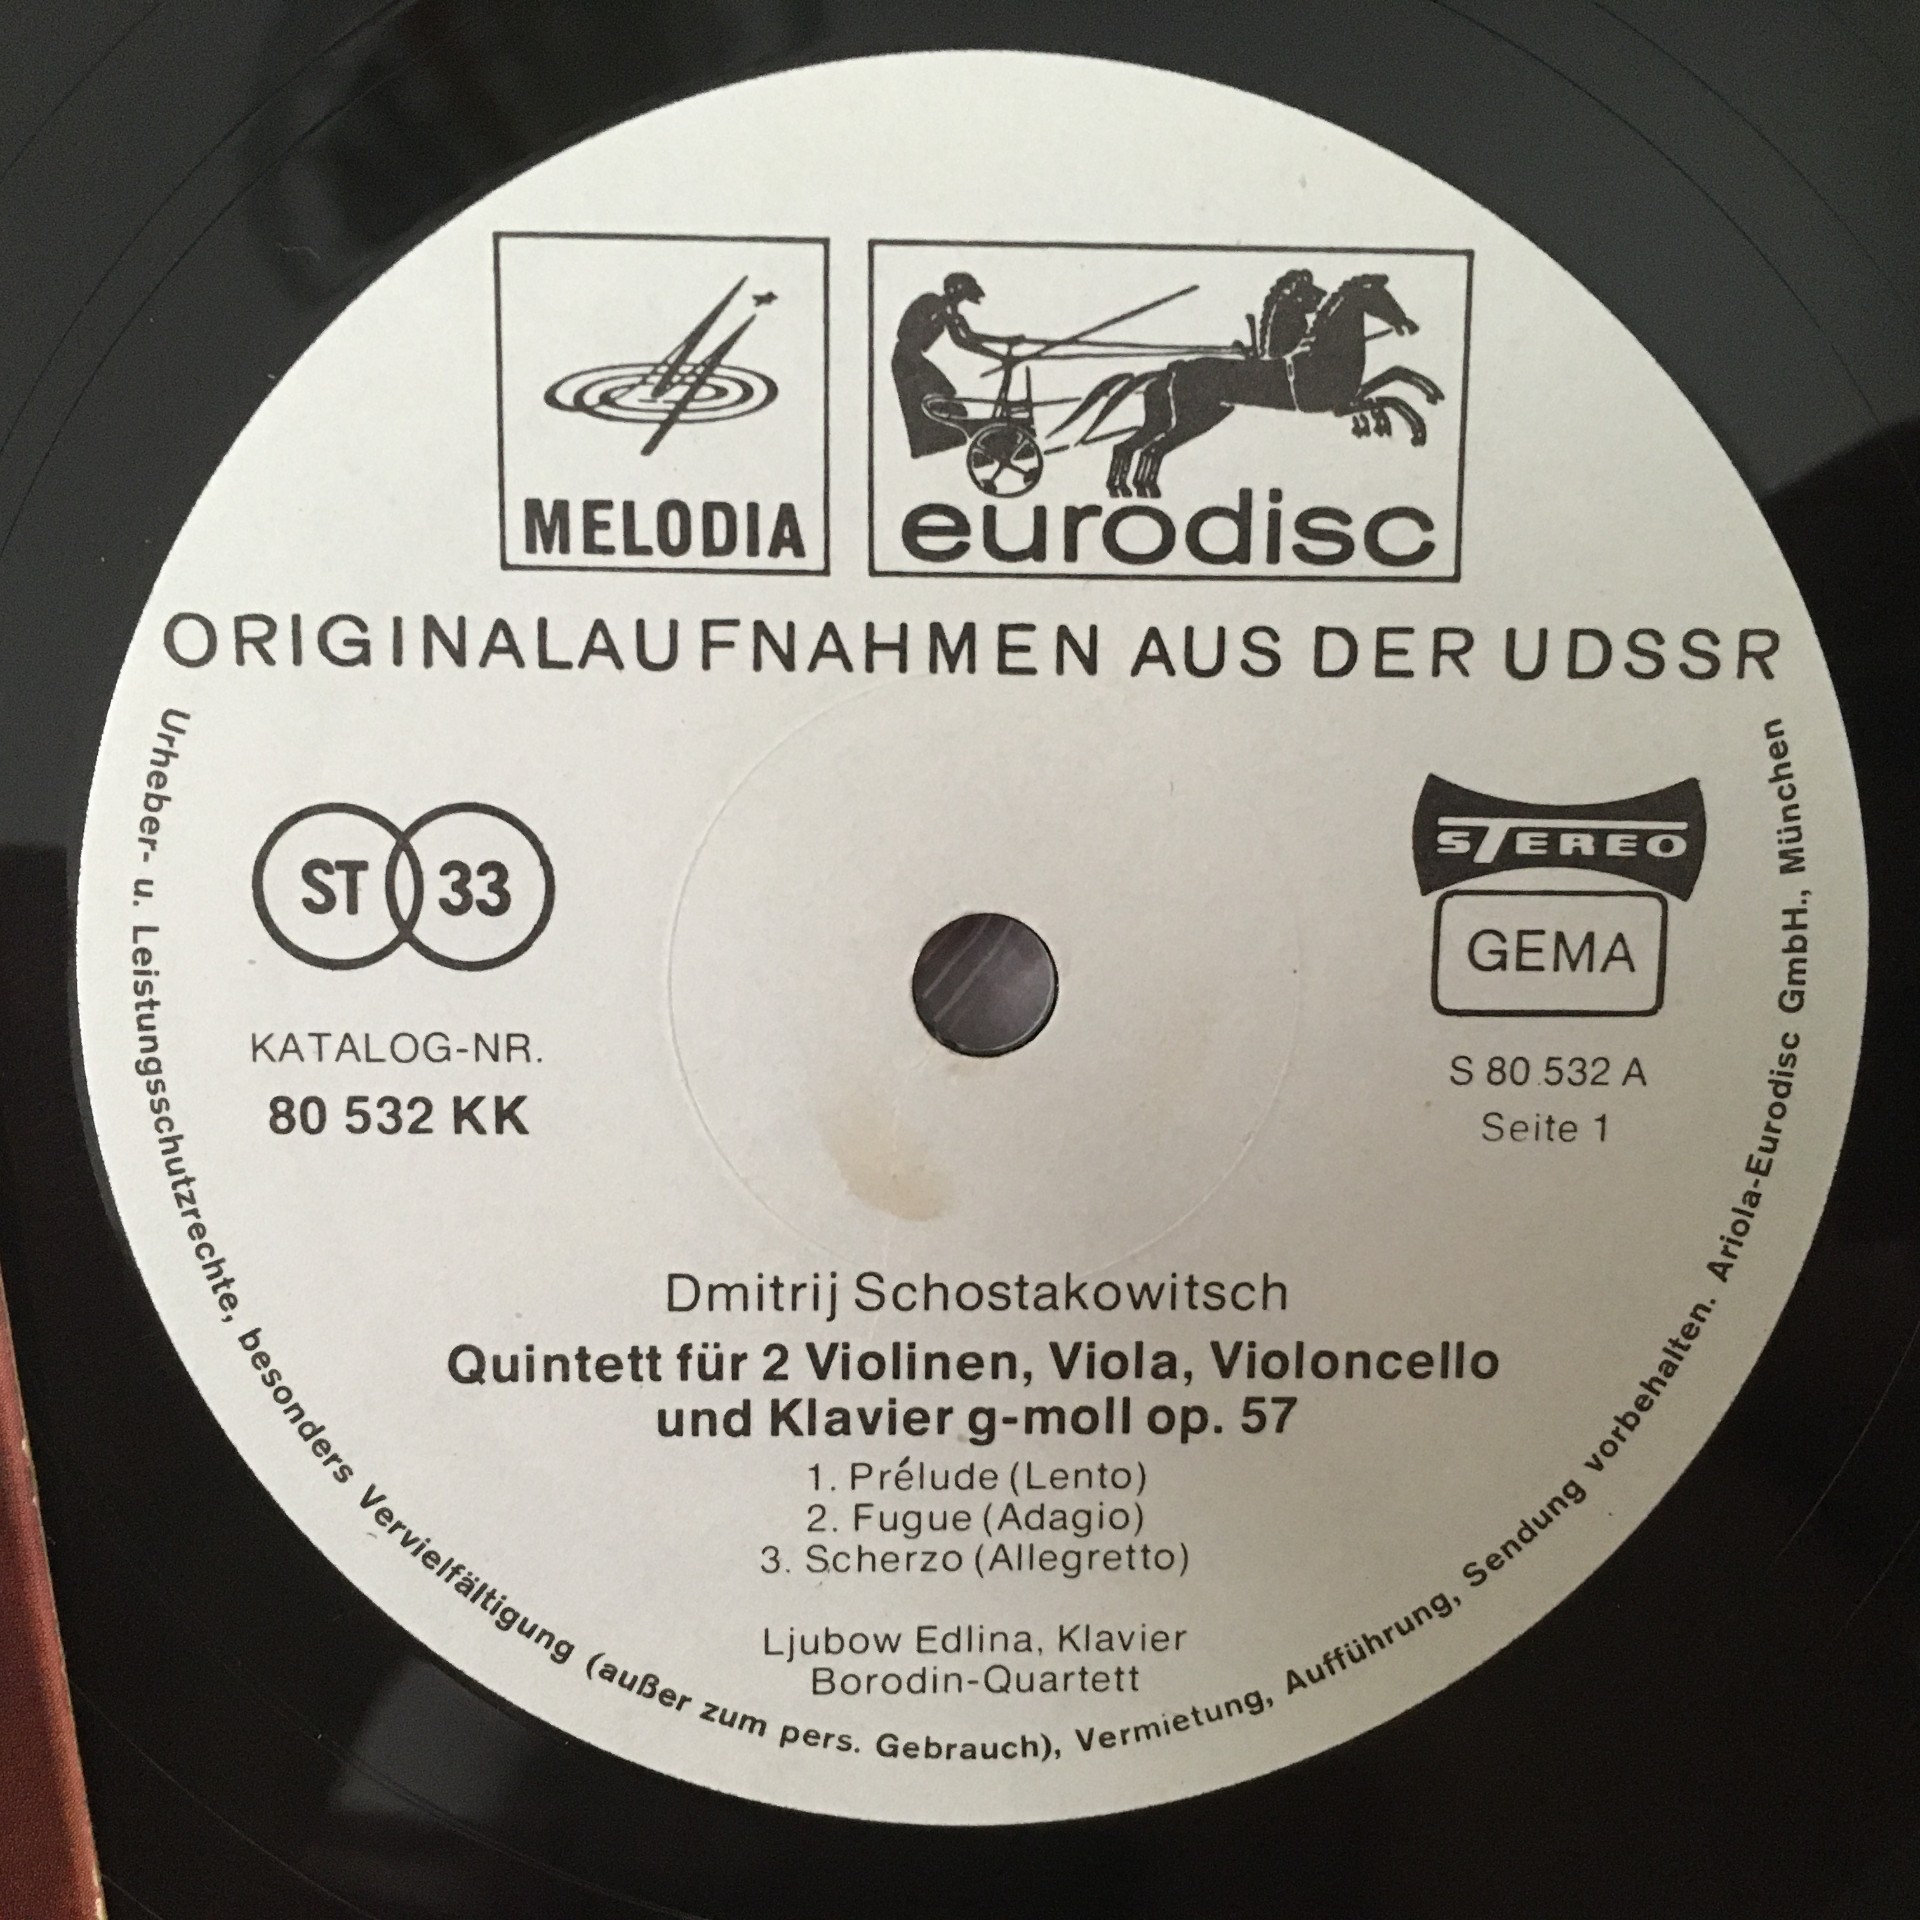 MELODIA
eurodisc
ORIGINALAUFNAHMEN AUS DER UDSSR
ST 33
STEREO
GEMA
KATALOG-NR.
80 532 KK
S 80 532 A
Seite 1
Dmitrij Schostakowitsch
Quintett für 2 Violinen, Viola, Violoncello
und Klavier g-moll op. 57
1. Prélude (Lento)
2. Fugue (Adagio)
3. Scherzo (Allegretto)
Ljubow Edlina, Klavier
Borodin-Quartett
Urheber- u. Leistungsschutzrechte, besonders Vervielfältigung (außer zum pers. Gebrauch), Vermietung, Aufführung, Sendung vorbehalten. Ariola-Eurodisc GmbH., München